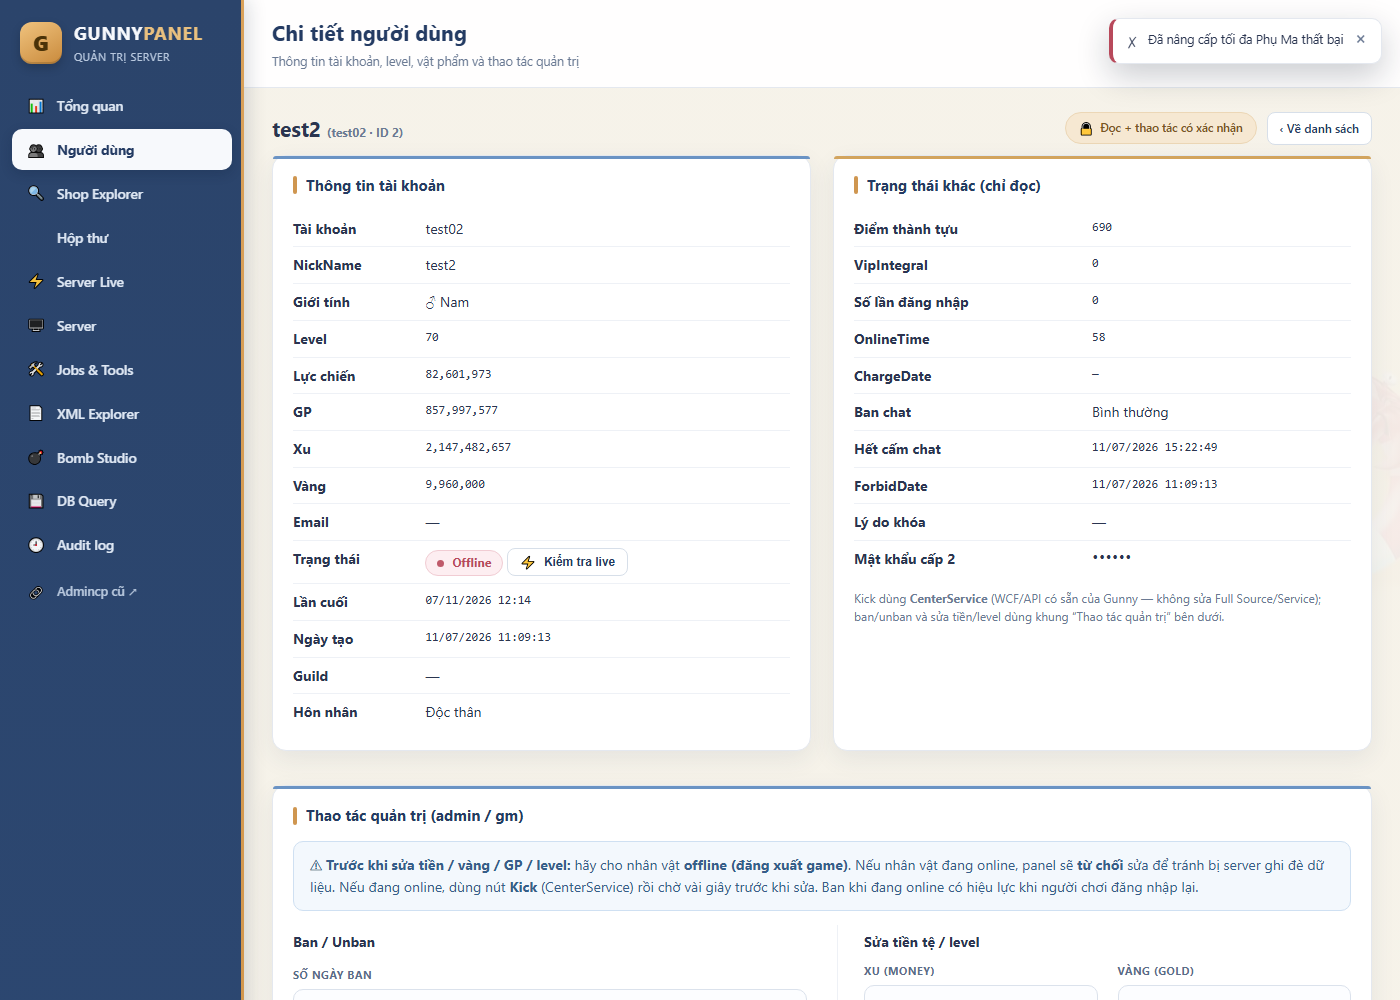 G
GUNNYPANEL
QUẢN TRỊ SERVER
Tổng quan
Người dùng
Shop Explorer
Hộp thư
Server Live
Server
Jobs & Tools
XML Explorer
Bomb Studio
DB Query
Audit log
Admincp cũ ↗
Chi tiết người dùng
Thông tin tài khoản, level, vật phẩm và thao tác quản trị
Đã nâng cấp tối đa Phụ Ma thất bại ×
test2 (test02 · ID 2)
Đọc + thao tác có xác nhận
‹ Về danh sách
Thông tin tài khoản
Tài khoản test02
NickName test2
Giới tính ♂ Nam
Level 70
Lực chiến 82,601,973
GP 857,997,577
Xu 2,147,482,657
Vàng 9,960,000
Email —
Trạng thái Offline Kiểm tra live
Lần cuối 07/11/2026 12:14
Ngày tạo 11/07/2026 11:09:13
Guild —
Hôn nhân Độc thân
Trạng thái khác (chỉ đọc)
Điểm thành tựu 690
VipIntegral 0
Số lần đăng nhập 0
OnlineTime 58
ChargeDate —
Ban chat Bình thường
Hết cấm chat 11/07/2026 15:22:49
ForbidDate 11/07/2026 11:09:13
Lý do khóa —
Mật khẩu cấp 2 ••••••
Kick dùng CenterService (WCF/API có sẵn của Gunny — không sửa Full Source/Service);
ban/unban và sửa tiền/level dùng khung “Thao tác quản trị” bên dưới.
Thao tác quản trị (admin / gm)
⚠ Trước khi sửa tiền / vàng / GP / level: hãy cho nhân vật offline (đăng xuất game). Nếu nhân vật đang online, panel sẽ từ chối sửa để tránh bị server ghi đè dữ
liệu. Nếu đang online, dùng nút Kick (CenterService) rồi chờ vài giây trước khi sửa. Ban khi đang online có hiệu lực khi người chơi đăng nhập lại.
Ban / Unban
SỐ NGÀY BAN
Sửa tiền tệ / level
XU (MONEY)
VÀNG (GOLD)